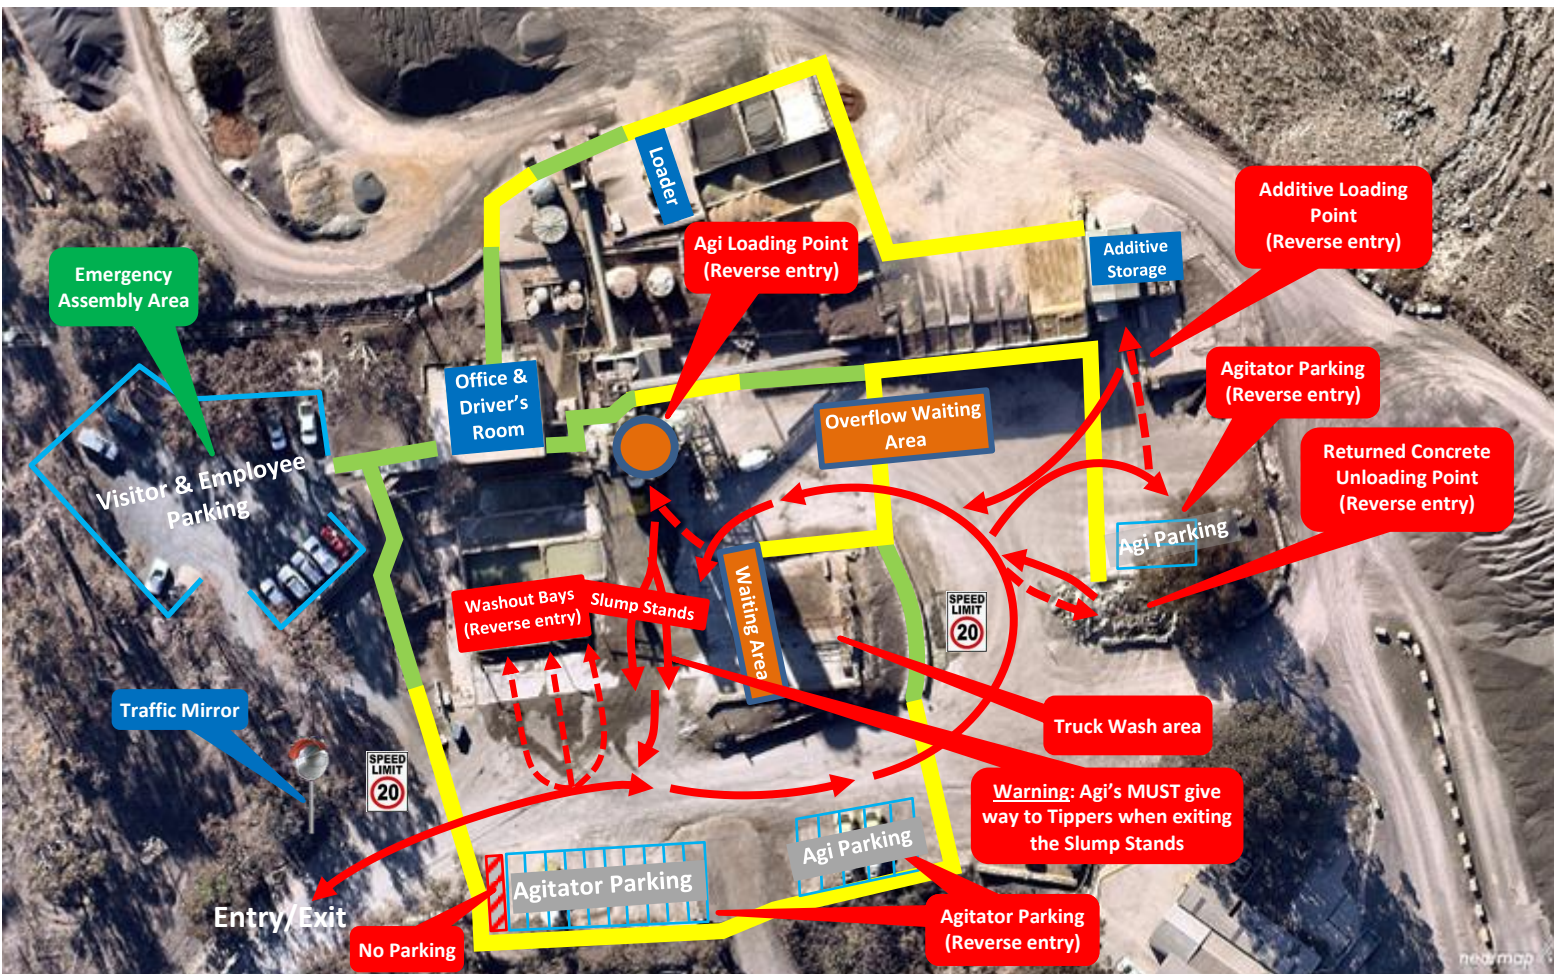 Loader
Additive Loading
Point
(Reverse entry)
Agi Loading Point
(Reverse entry)
Additive
Storage
Emergency
Assembly Area
Office &
Driver's
Room
Agitator Parking
(Reverse entry)
Overflow Waiting
Area
Returned Concrete
Unloading Point
(Reverse entry)
Visitor & Employee
Parking
Agi Parking
Washout Bays
(Reverse entry)
Slump Stands
Waiting Area
SPEED
LIMIT
20
Traffic Mirror
Truck Wash area
SPEED
LIMIT
20
Warning: Agi's MUST give
way to Tippers when exiting
the Slump Stands
Agi Parking
Agitator Parking
Entry/Exit
No Parking
Agitator Parking
(Reverse entry)
nearmap